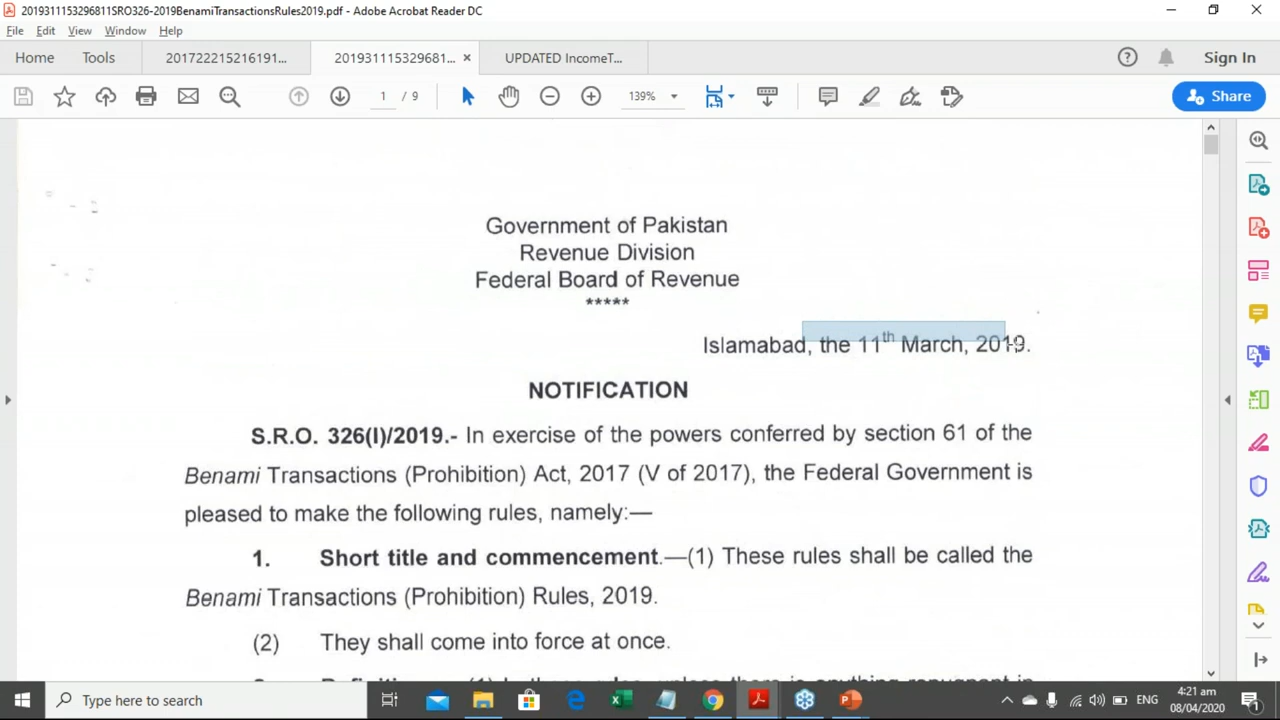 2019311153296811SRO326-2019BenamiTransactionsRules2019.pdf - Adobe Acrobat Reader DC
File Edit View Window Help
Home Tools 201722215216191... 201931115329681... × UPDATED IncomeT... Sign In
1 / 9 139% Share
Government of Pakistan
Revenue Division
Federal Board of Revenue
*****
Islamabad, the 11th March, 2019.
NOTIFICATION
S.R.O. 326(I)/2019.- In exercise of the powers conferred by section 61 of the
Benami Transactions (Prohibition) Act, 2017 (V of 2017), the Federal Government is
pleased to make the following rules, namely:—
1. Short title and commencement.—(1) These rules shall be called the
Benami Transactions (Prohibition) Rules, 2019.
(2) They shall come into force at once.
Type here to search
ENG
4:21 am
08/04/2020